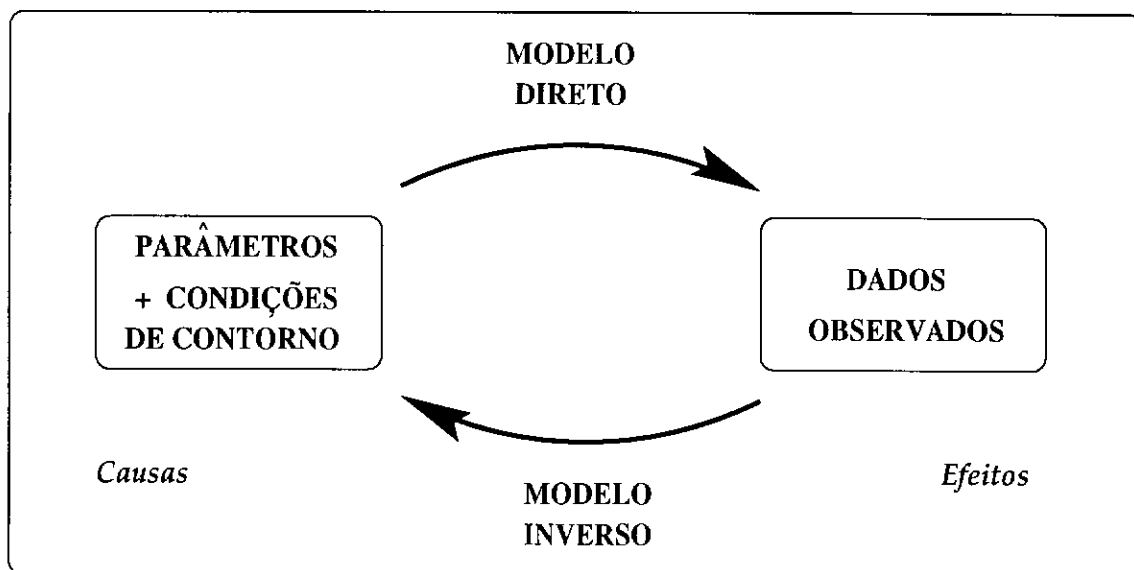 MODELO
DIRETO
PARÂMETROS
+ CONDIÇÕES
DE CONTORNO
DADOS
OBSERVADOS
Causas
Efeitos
MODELO
INVERSO